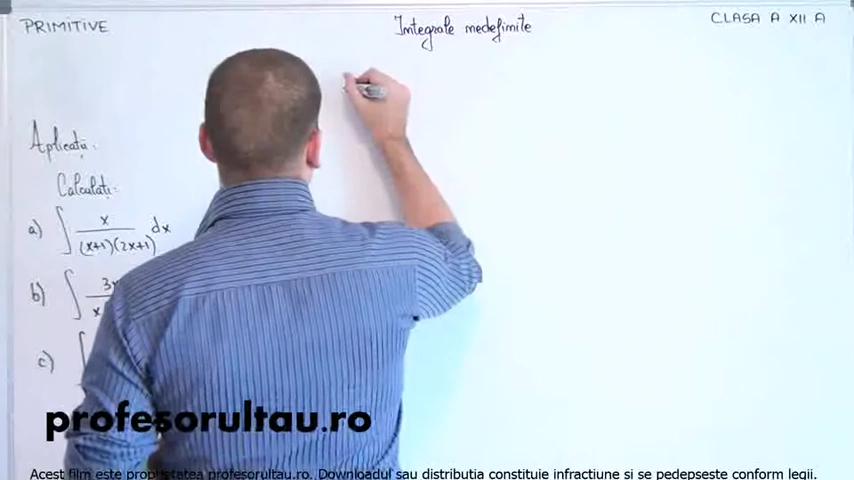 PRIMITIVE
Integrale nedefinite
CLASA A XII A
Aplicații:
Calculați:
a) ∫ x / (x+1)(2x+1) dx
b) ∫ 3x
c) ∫
profesorultau.ro
Acest film este proprietatea profesorultau.ro. Downloadul sau distributia constituie infractiune si se pedepseste conform legii.